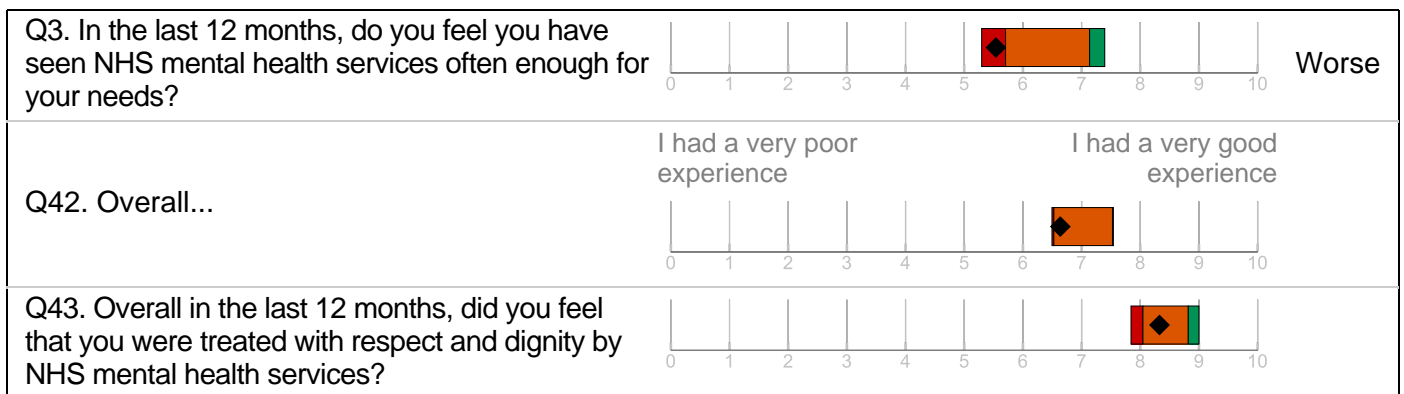 Q3. In the last 12 months, do you feel you have
seen NHS mental health services often enough for
your needs?
0 1 2 3 4 5 6 7 8 9 10
Worse
I had a very poor
experience
I had a very good
experience
Q42. Overall...
0 1 2 3 4 5 6 7 8 9 10
Q43. Overall in the last 12 months, did you feel
that you were treated with respect and dignity by
NHS mental health services?
0 1 2 3 4 5 6 7 8 9 10